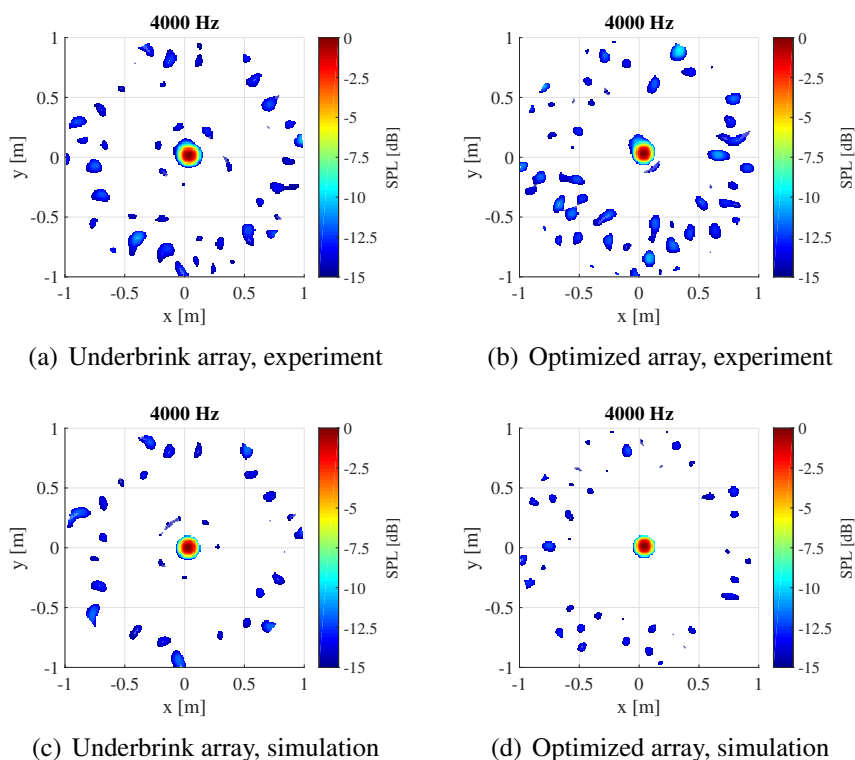 4000 Hz
1
0.5
0
-0.5
-1
y [m]
-1 -0.5 0 0.5 1
x [m]
0
-2.5
-5
-7.5
-10
-12.5
-15
SPL [dB]
(a) Underbrink array, experiment
4000 Hz
1
0.5
0
-0.5
-1
y [m]
-1 -0.5 0 0.5 1
x [m]
0
-2.5
-5
-7.5
-10
-12.5
-15
SPL [dB]
(b) Optimized array, experiment
4000 Hz
1
0.5
0
-0.5
-1
y [m]
-1 -0.5 0 0.5 1
x [m]
0
-2.5
-5
-7.5
-10
-12.5
-15
SPL [dB]
(c) Underbrink array, simulation
4000 Hz
1
0.5
0
-0.5
-1
y [m]
-1 -0.5 0 0.5 1
x [m]
0
-2.5
-5
-7.5
-10
-12.5
-15
SPL [dB]
(d) Optimized array, simulation